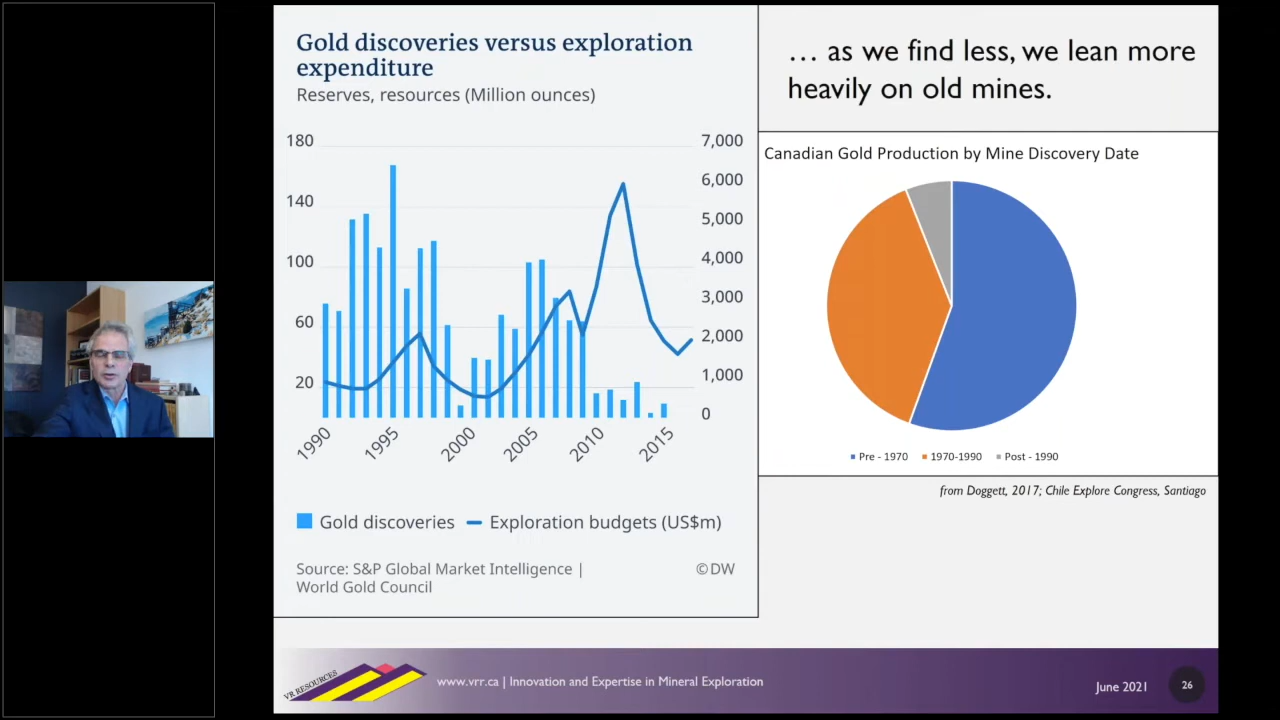 Gold discoveries versus exploration
expenditure
Reserves, resources (Million ounces)
180
140
100
60
20
7,000
6,000
5,000
4,000
3,000
2,000
1,000
0
1990
1995
2000
2005
2010
2015
Gold discoveries
Exploration budgets (US$m)
Source: S&P Global Market Intelligence |
World Gold Council
©DW
… as we find less, we lean more
heavily on old mines.
Canadian Gold Production by Mine Discovery Date
Pre - 1970
1970-1990
Post - 1990
from Doggett, 2017; Chile Explore Congress, Santiago
VR RESOURCES
www.vrr.ca | Innovation and Expertise in Mineral Exploration
June 2021
26